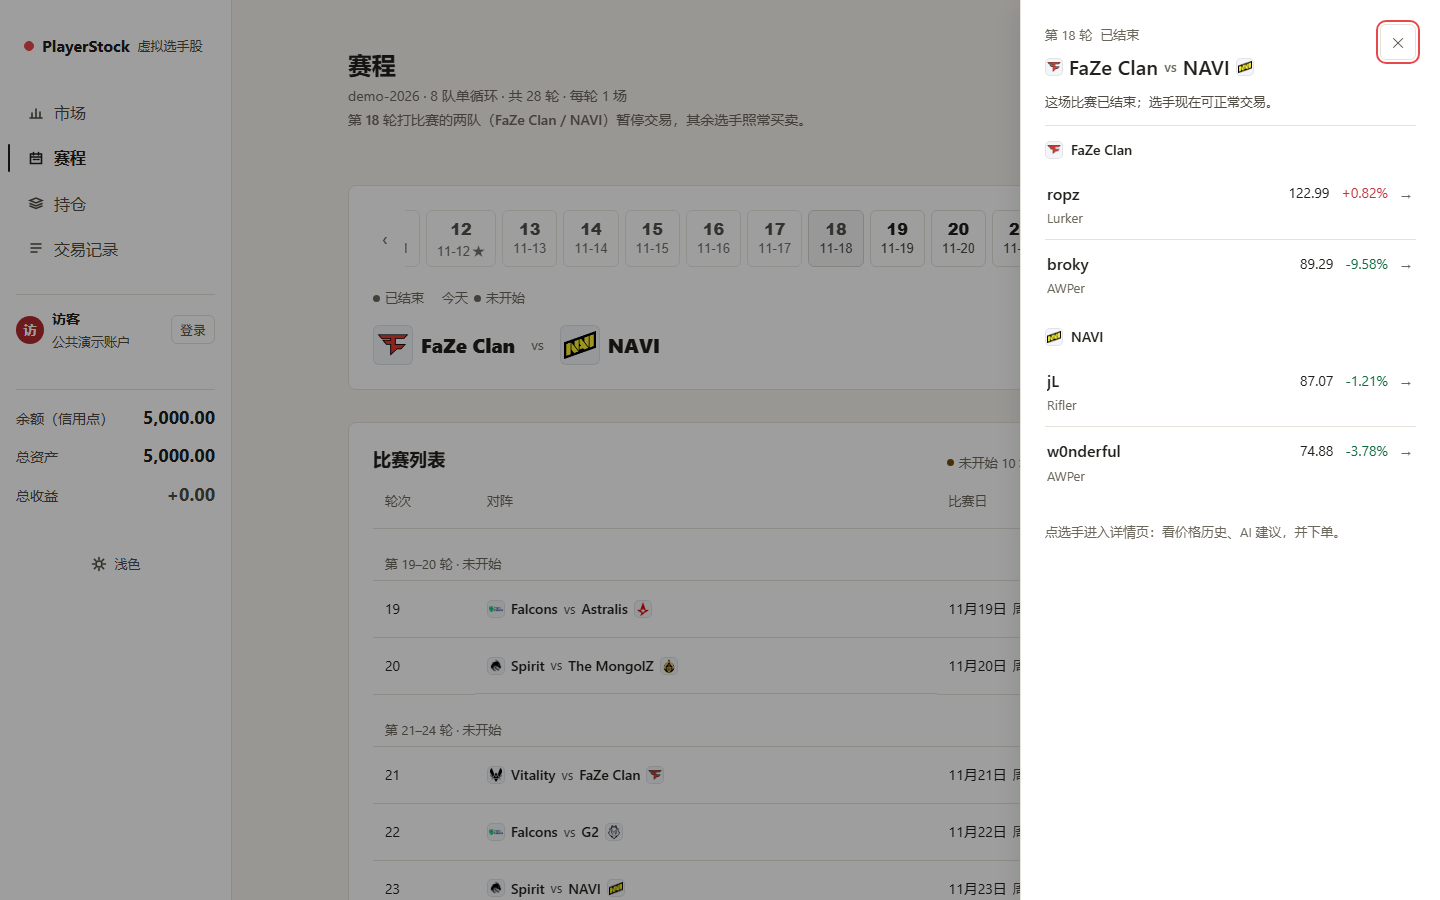 PlayerStock 虚拟选手股
市场
赛程
持仓
交易记录
访
访客
公共演示账户
登录
余额（信用点） 5,000.00
总资产 5,000.00
总收益 +0.00
浅色
赛程
demo-2026 · 8 队单循环 · 共 28 轮 · 每轮 1 场
第 18 轮打比赛的两队（FaZe Clan / NAVI）暂停交易，其余选手照常买卖。
12 13 14 15 16 17 18 19 20
11-12 ★ 11-13 11-14 11-15 11-16 11-17 11-18 11-19 11-20
已结束 今天 未开始
FaZe Clan vs NAVI
比赛列表
未开始 10
轮次 对阵 比赛日
第 19–20 轮 · 未开始
19 Falcons vs Astralis 11月19日
20 Spirit vs The MongolZ 11月20日
第 21–24 轮 · 未开始
21 Vitality vs FaZe Clan 11月21日
22 Falcons vs G2 11月22日
23 Spirit vs NAVI 11月23日
第 18 轮 已结束
FaZe Clan vs NAVI
这场比赛已结束；选手现在可正常交易。
FaZe Clan
ropz 122.99 +0.82% →
Lurker
broky 89.29 -9.58% →
AWPer
NAVI
jL 87.07 -1.21% →
Rifler
w0nderful 74.88 -3.78% →
AWPer
点选手进入详情页：看价格历史、AI 建议，并下单。